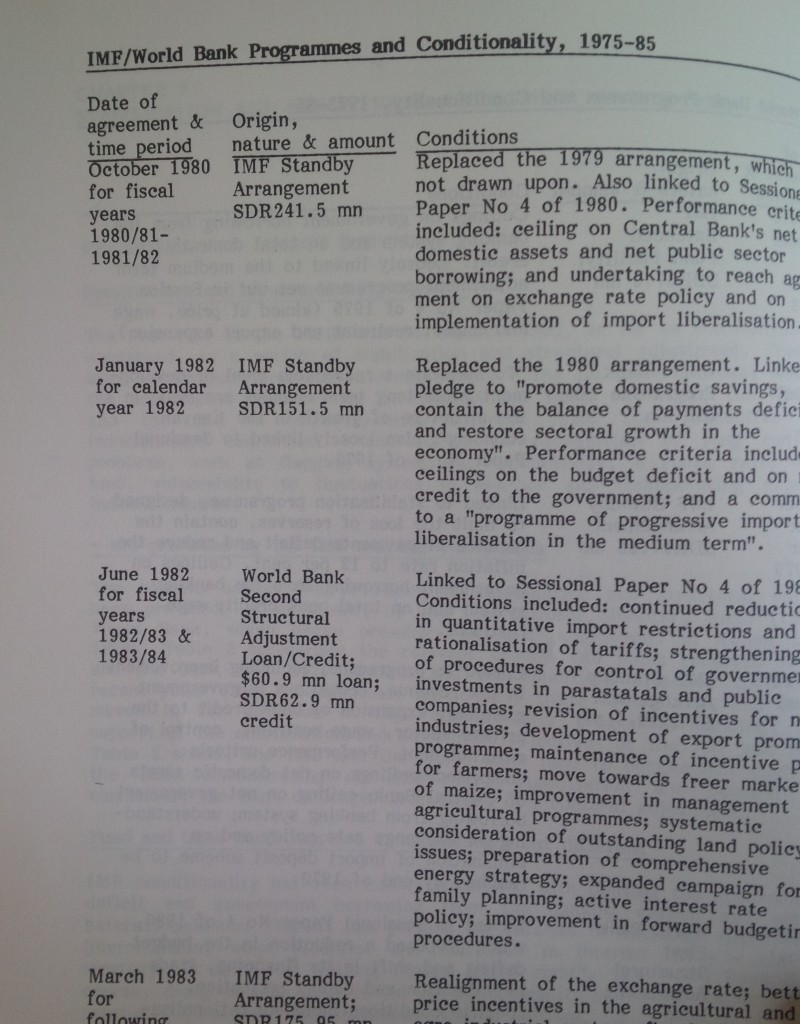 IMF/World Bank Programmes and Conditionality, 1975-85
Date of
agreement &
time period
Origin,
nature & amount
Conditions
October 1980
for fiscal
years
1980/81-
1981/82
IMF Standby
Arrangement
SDR241.5 mn
Replaced the 1979 arrangement, which
not drawn upon. Also linked to Sessiona
Paper No 4 of 1980. Performance crite
included: ceiling on Central Bank's net
domestic assets and net public sector
borrowing; and undertaking to reach ag
ment on exchange rate policy and on
implementation of import liberalisation.
January 1982
for calendar
year 1982
IMF Standby
Arrangement
SDR151.5 mn
Replaced the 1980 arrangement. Linke
pledge to "promote domestic savings,
contain the balance of payments defici
and restore sectoral growth in the
economy". Performance criteria includ
ceilings on the budget deficit and on
credit to the government; and a comm
to a "programme of progressive import
liberalisation in the medium term".
June 1982
for fiscal
years
1982/83 &
1983/84
World Bank
Second
Structural
Adjustment
Loan/Credit;
$60.9 mn loan;
SDR62.9 mn
credit
Linked to Sessional Paper No 4 of 198
Conditions included: continued reductio
in quantitative import restrictions and
rationalisation of tariffs; strengthening
of procedures for control of governmen
investments in parastatals and public
companies; revision of incentives for n
industries; development of export prom
programme; maintenance of incentive p
for farmers; move towards freer marke
of maize; improvement in management
agricultural programmes; systematic
consideration of outstanding land policy
issues; preparation of comprehensive
energy strategy; expanded campaign for
family planning; active interest rate
policy; improvement in forward budgetin
procedures.
March 1983
for
following
IMF Standby
Arrangement;
SDR175.95 mn
Realignment of the exchange rate; bett
price incentives in the agricultural and